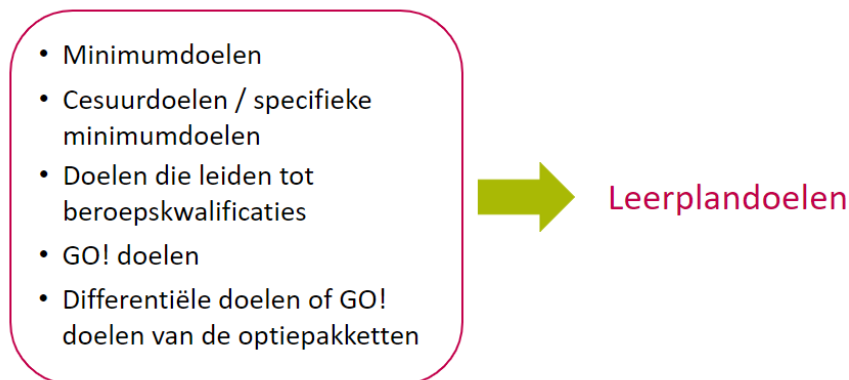 • Minimumdoelen
• Cesuurdoelen / specifieke
minimumdoelen
• Doelen die leiden tot
beroepskwalificaties
• GO! doelen
• Differentiële doelen of GO!
doelen van de optiepakketten
Leerplandoelen